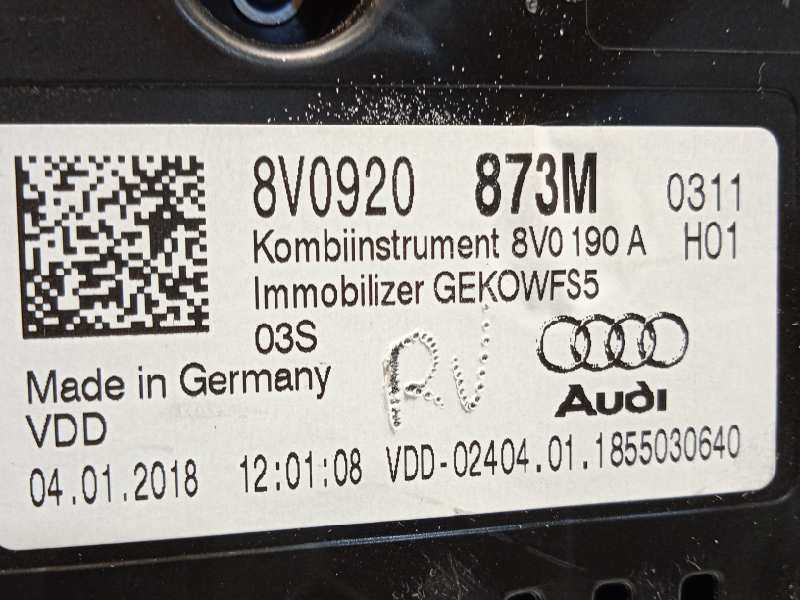 8V0920 873M 0311
Kombiinstrument 8V0 190 A H01
Immobilizer GEKOWFS5
03S
RV
Audi
Made in Germany
VDD
04.01.2018 12:01:08 VDD-02404.01.1855030640